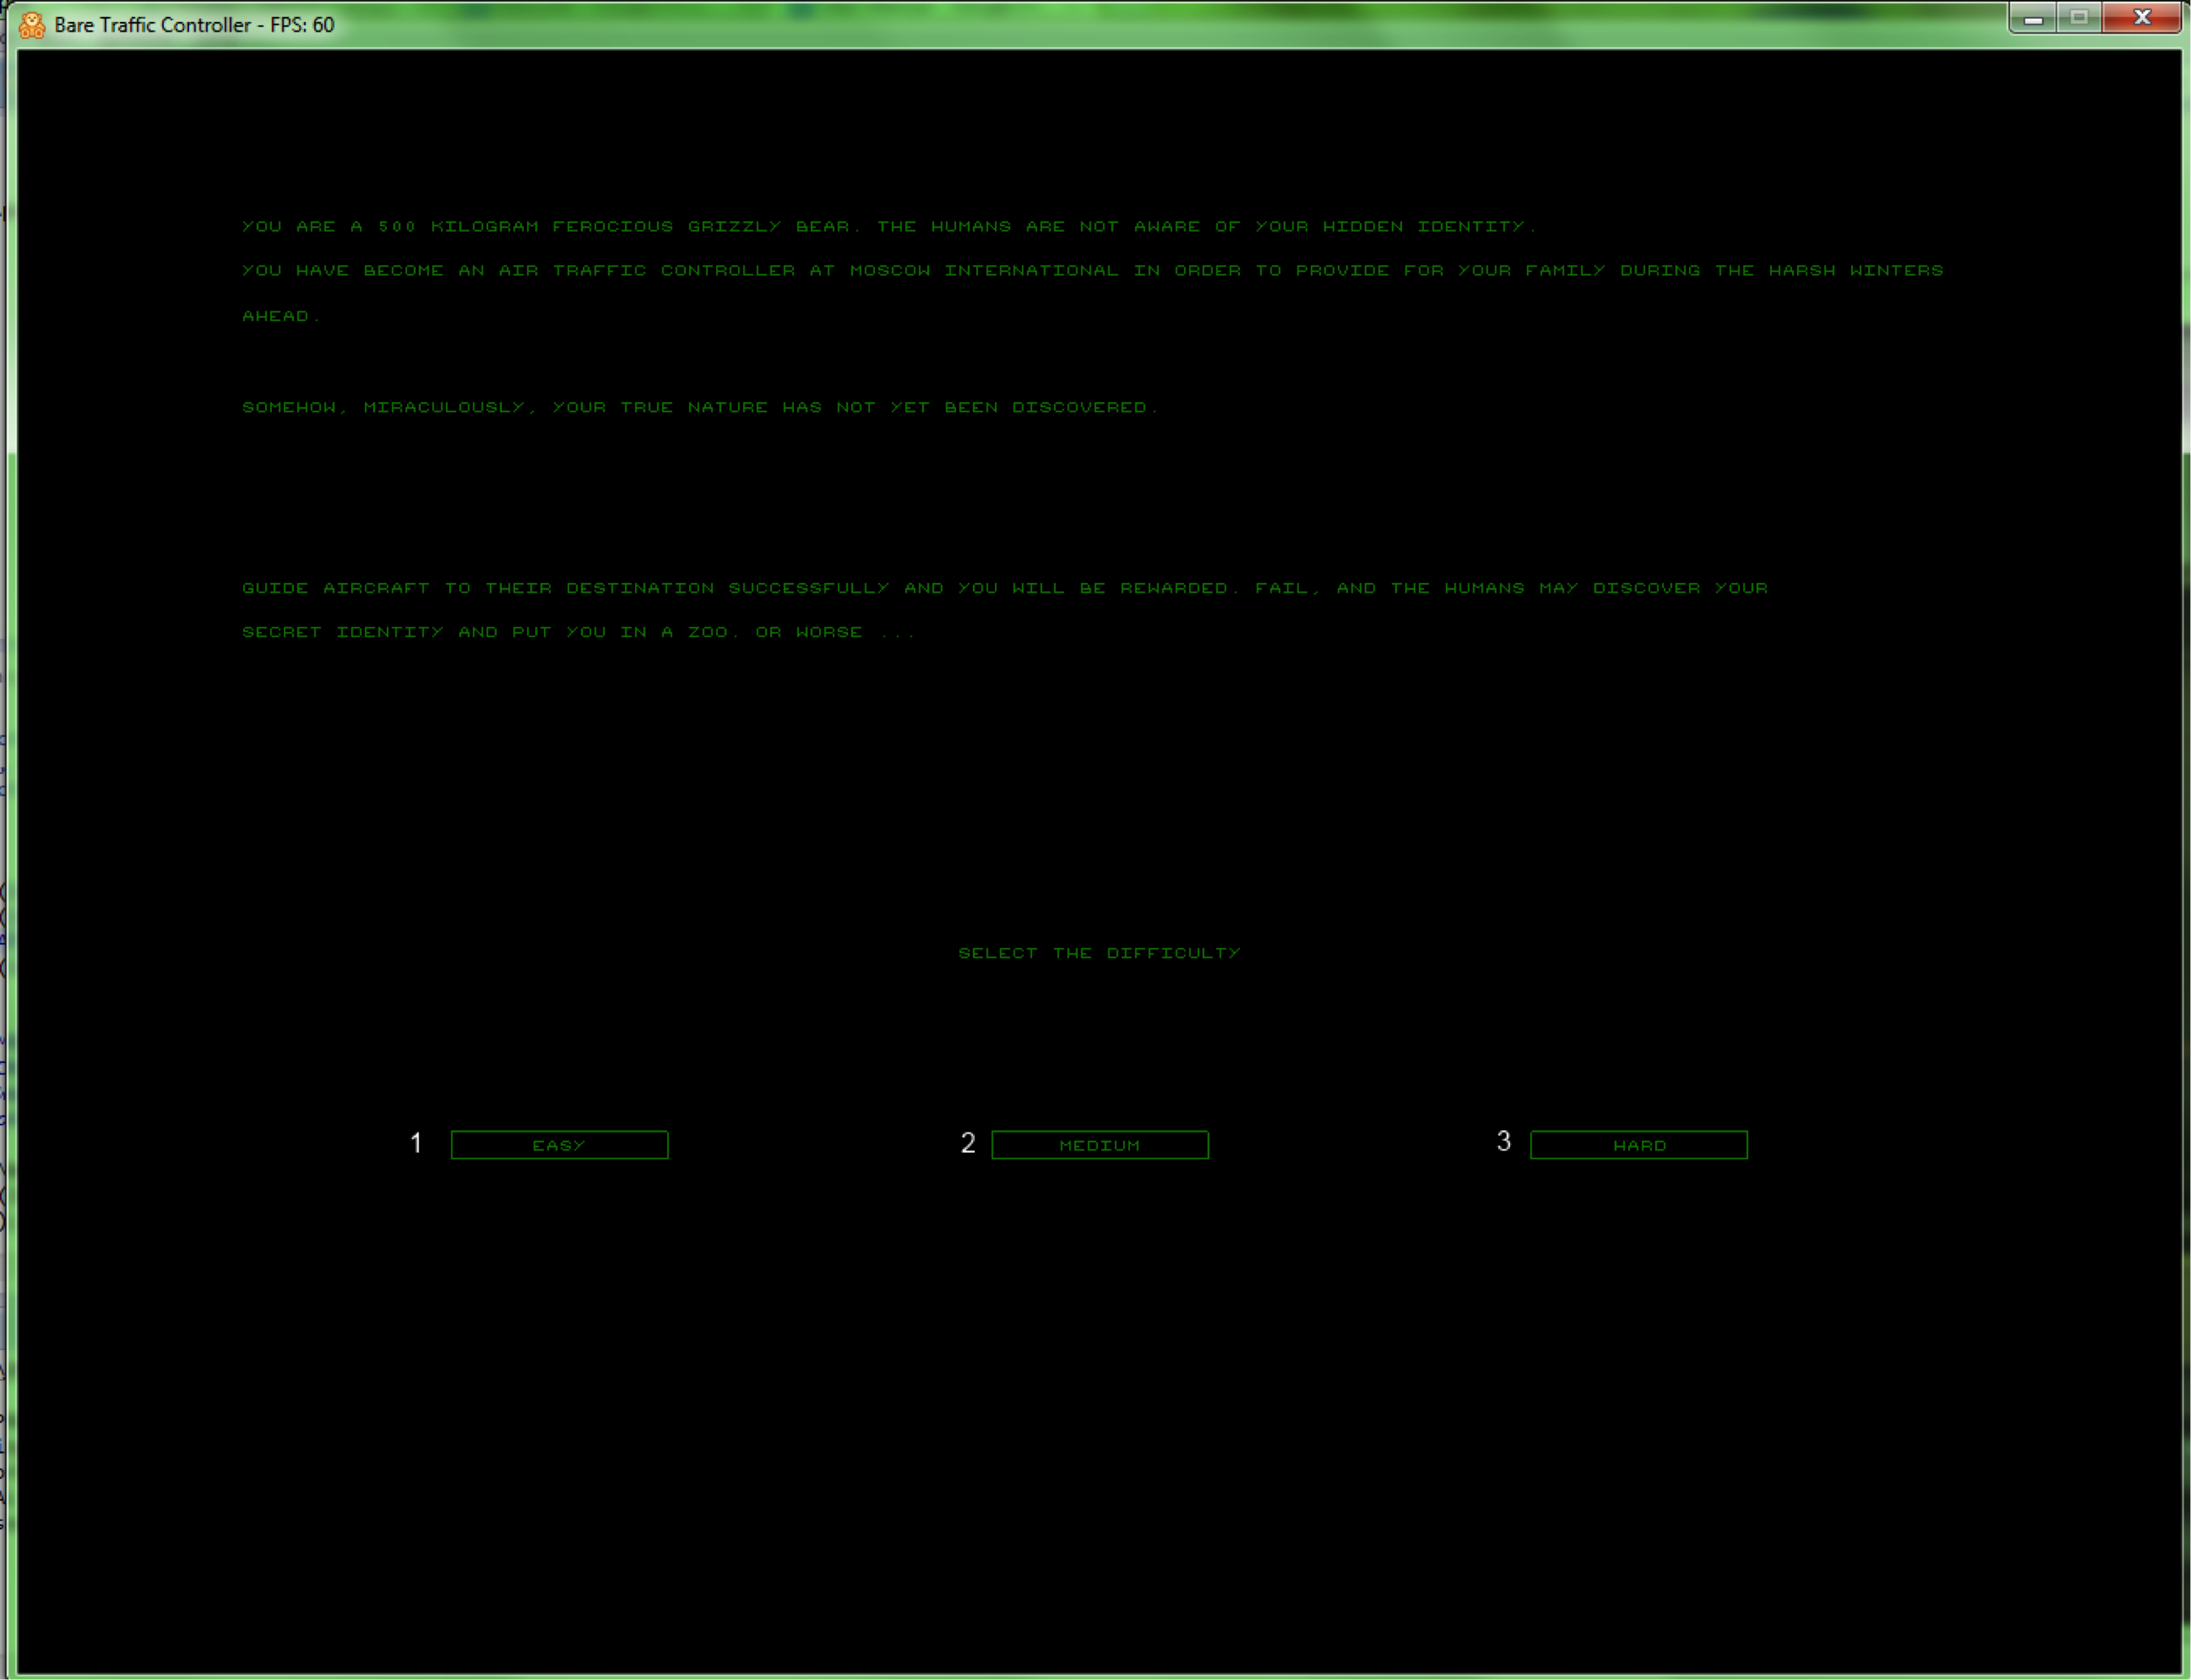 Bare Traffic Controller - FPS: 60
YOU ARE A 500 KILOGRAM FEROCIOUS GRIZZLY BEAR. THE HUMANS ARE NOT AWARE OF YOUR HIDDEN IDENTITY.
YOU HAVE BECOME AN AIR TRAFFIC CONTROLLER AT MOSCOW INTERNATIONAL IN ORDER TO PROVIDE FOR YOUR FAMILY DURING THE HARSH WINTERS
AHEAD.
SOMEHOW, MIRACULOUSLY, YOUR TRUE NATURE HAS NOT YET BEEN DISCOVERED.
GUIDE AIRCRAFT TO THEIR DESTINATION SUCCESSFULLY AND YOU WILL BE REWARDED. FAIL, AND THE HUMANS MAY DISCOVER YOUR
SECRET IDENTITY AND PUT YOU IN A ZOO. OR WORSE ...
SELECT THE DIFFICULTY
1 EASY 2 MEDIUM 3 HARD